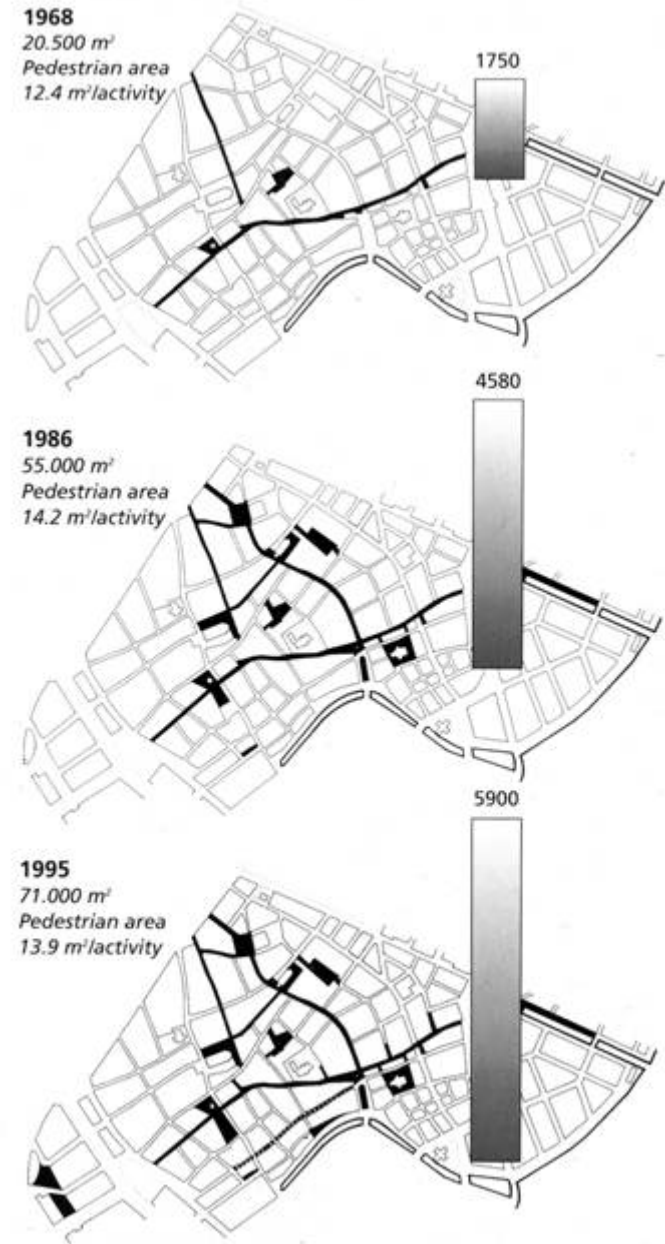 1968
20.500 m²
Pedestrian area
12.4 m²/activity
1750
4580
1986
55.000 m²
Pedestrian area
14.2 m²/activity
5900
1995
71.000 m²
Pedestrian area
13.9 m²/activity